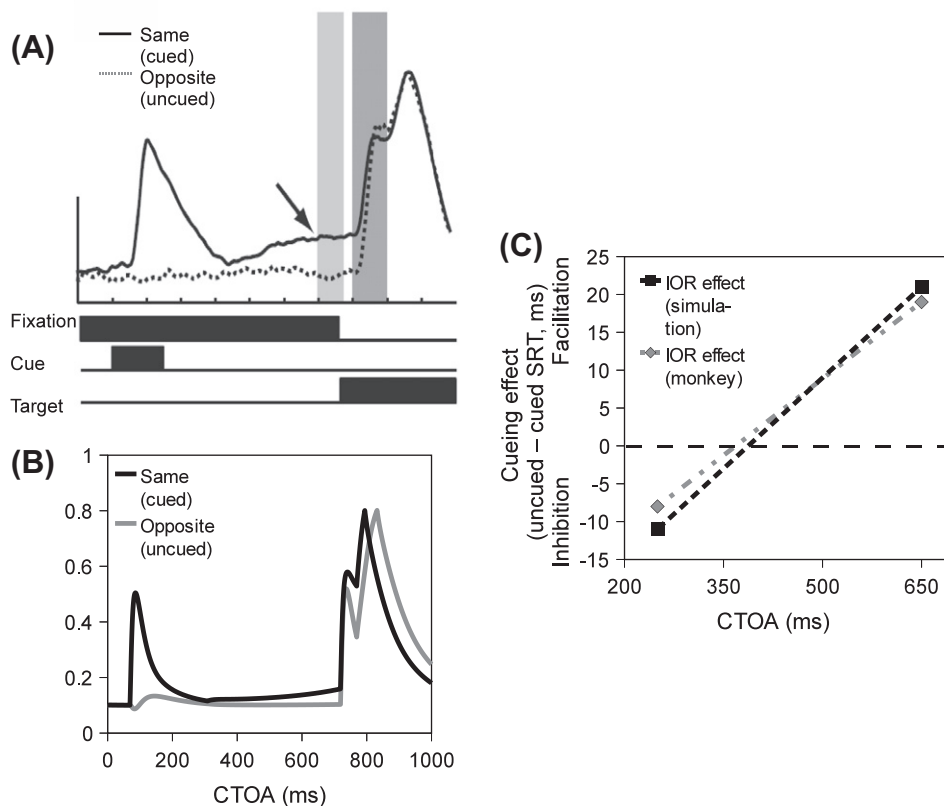 (A)
Same
(cued)
Opposite
(uncued)
Fixation
Cue
Target
(B)
1
0.8
0.6
0.4
0.2
0
Same
(cued)
Opposite
(uncued)
0 200 400 600 800 1000
CTOA (ms)
(C)
Cueing effect
(uncued – cued SRT, ms)
Inhibition Facilitation
25
20
15
10
5
0
-5
-10
-15
IOR effect
(simula-
tion)
IOR effect
(monkey)
200 350 500 650
CTOA (ms)